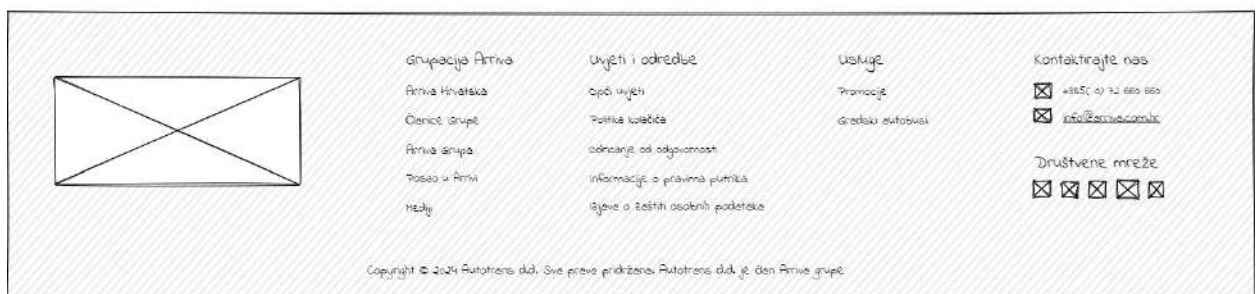 Grupacija Arriva
Arriva Hrvatska
Članice Grupe
Arriva Grupa
Posao u Arrivi
Mediji
Uvjeti i odredbe
Opći uvjeti
Politika kolačića
Odricanje od odgovornosti
Informacije o pravima putnika
Izjava o zaštiti osobnih podataka
Usluge
Promocije
Gradski autobusi
Kontaktirajte nas
+385( 0) 72 660 660
info@arriva.com.hr
Društvene mreže
Copyright © 2024 Autotrans d.d. Sva prava pridržana. Autotrans d.d. je član Arriva grupe